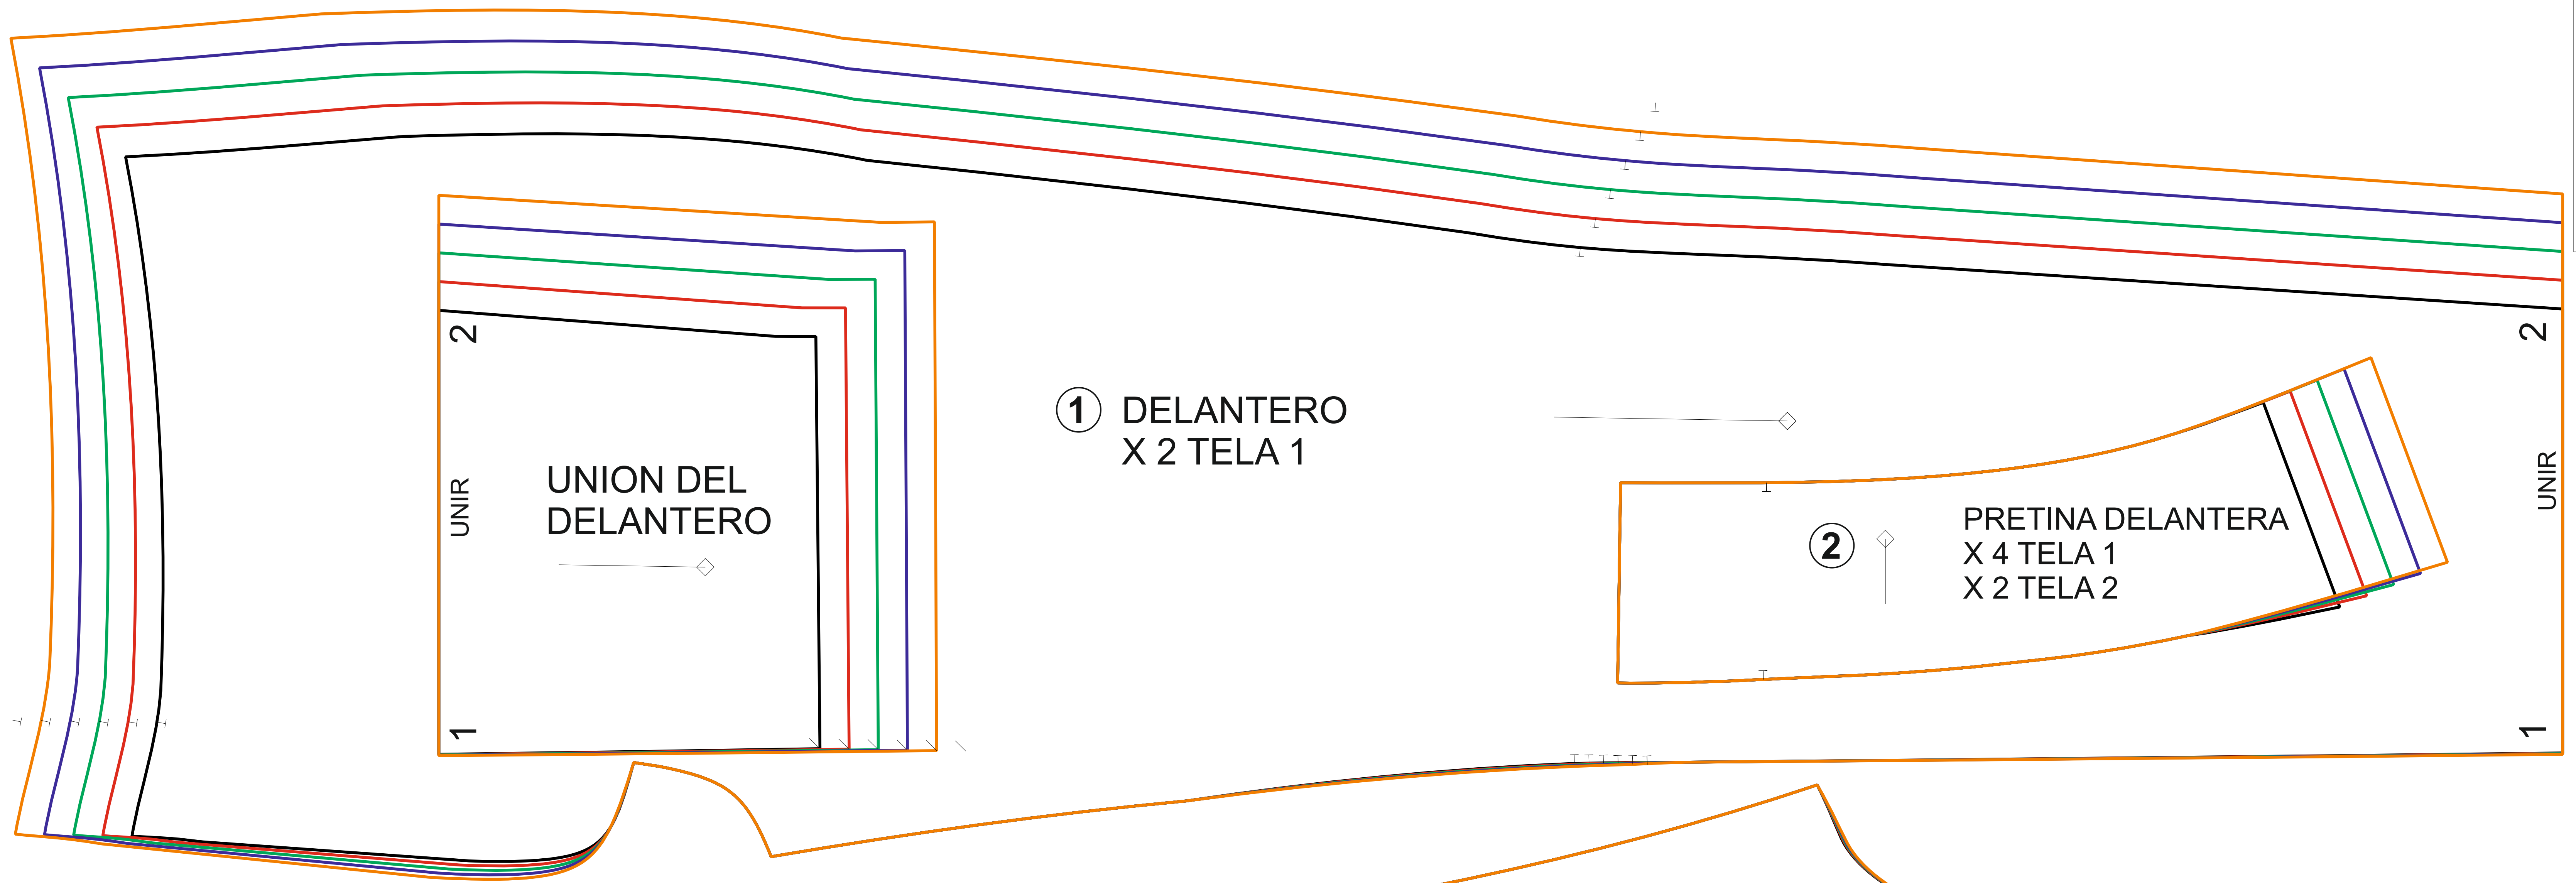 2
UNIR
1
UNION DEL
DELANTERO
1 DELANTERO
X 2 TELA 1
2 PRETINA DELANTERA
X 4 TELA 1
X 2 TELA 2
2
UNIR
1